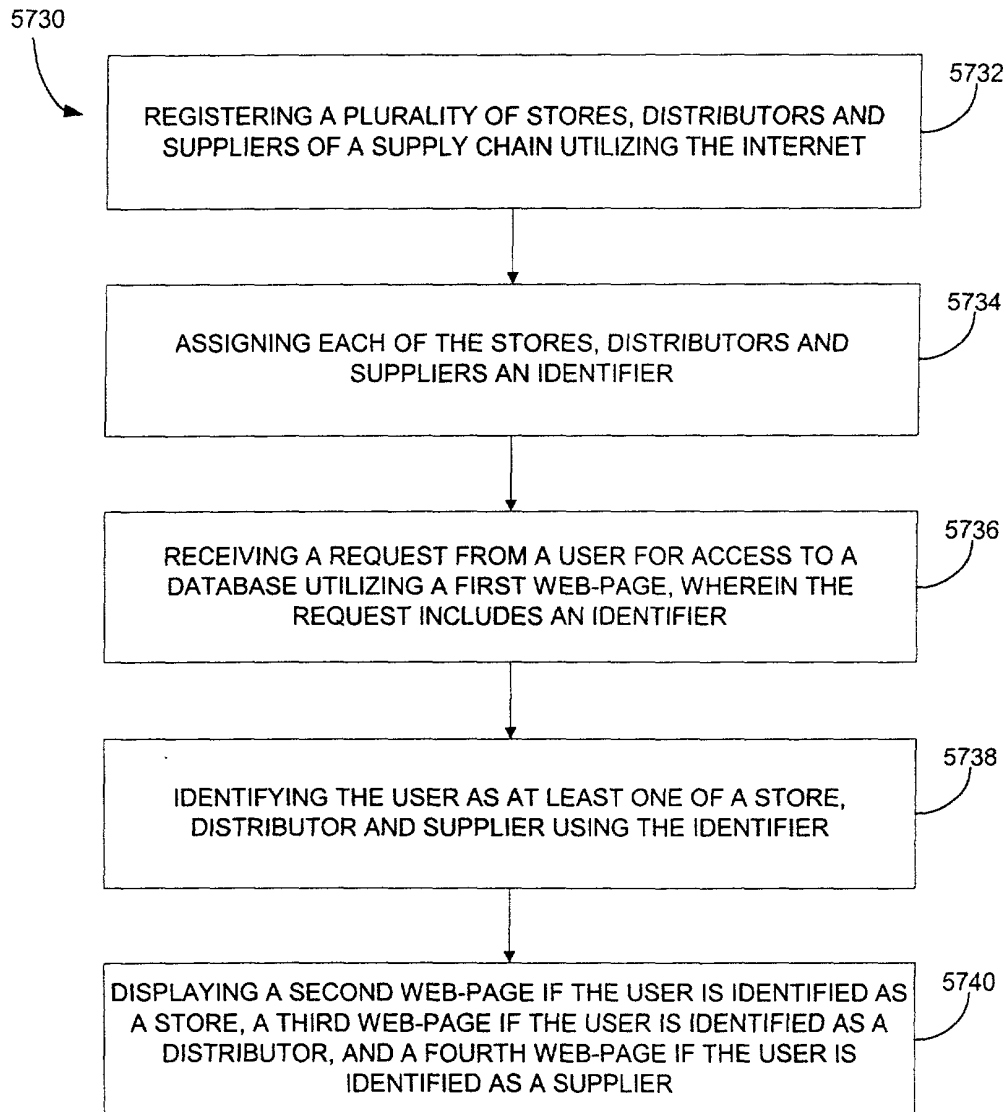 5730
5732
REGISTERING A PLURALITY OF STORES, DISTRIBUTORS AND
SUPPLIERS OF A SUPPLY CHAIN UTILIZING THE INTERNET
5734
ASSIGNING EACH OF THE STORES, DISTRIBUTORS AND
SUPPLIERS AN IDENTIFIER
5736
RECEIVING A REQUEST FROM A USER FOR ACCESS TO A
DATABASE UTILIZING A FIRST WEB-PAGE, WHEREIN THE
REQUEST INCLUDES AN IDENTIFIER
5738
IDENTIFYING THE USER AS AT LEAST ONE OF A STORE,
DISTRIBUTOR AND SUPPLIER USING THE IDENTIFIER
5740
DISPLAYING A SECOND WEB-PAGE IF THE USER IS IDENTIFIED AS
A STORE, A THIRD WEB-PAGE IF THE USER IS IDENTIFIED AS A
DISTRIBUTOR, AND A FOURTH WEB-PAGE IF THE USER IS
IDENTIFIED AS A SUPPLIER